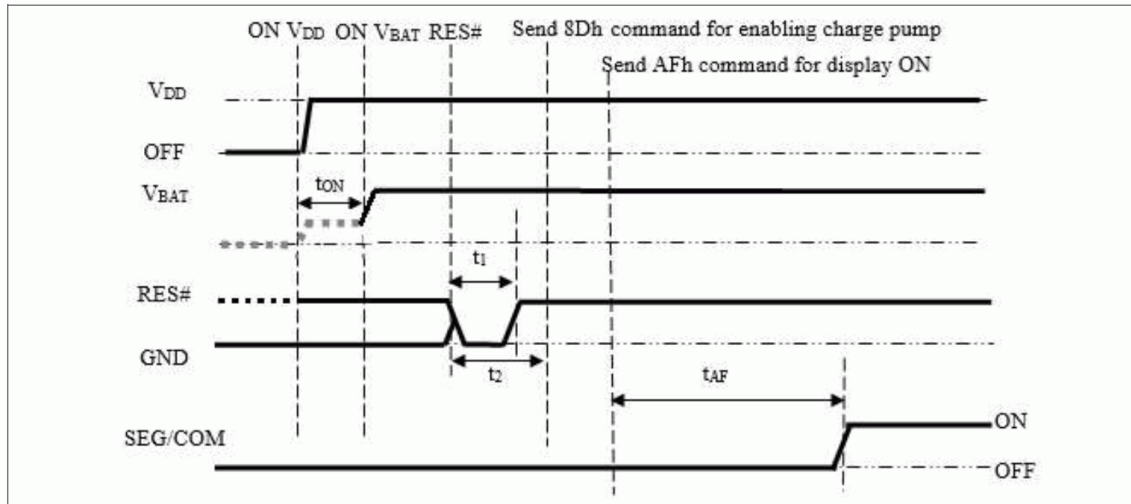 ON VDD ON VBAT RES# Send 8Dh command for enabling charge pump
Send AFh command for display ON
VDD
OFF
VBAT
tON
t1
RES#
GND
t2
tAF
SEG/COM
ON
OFF